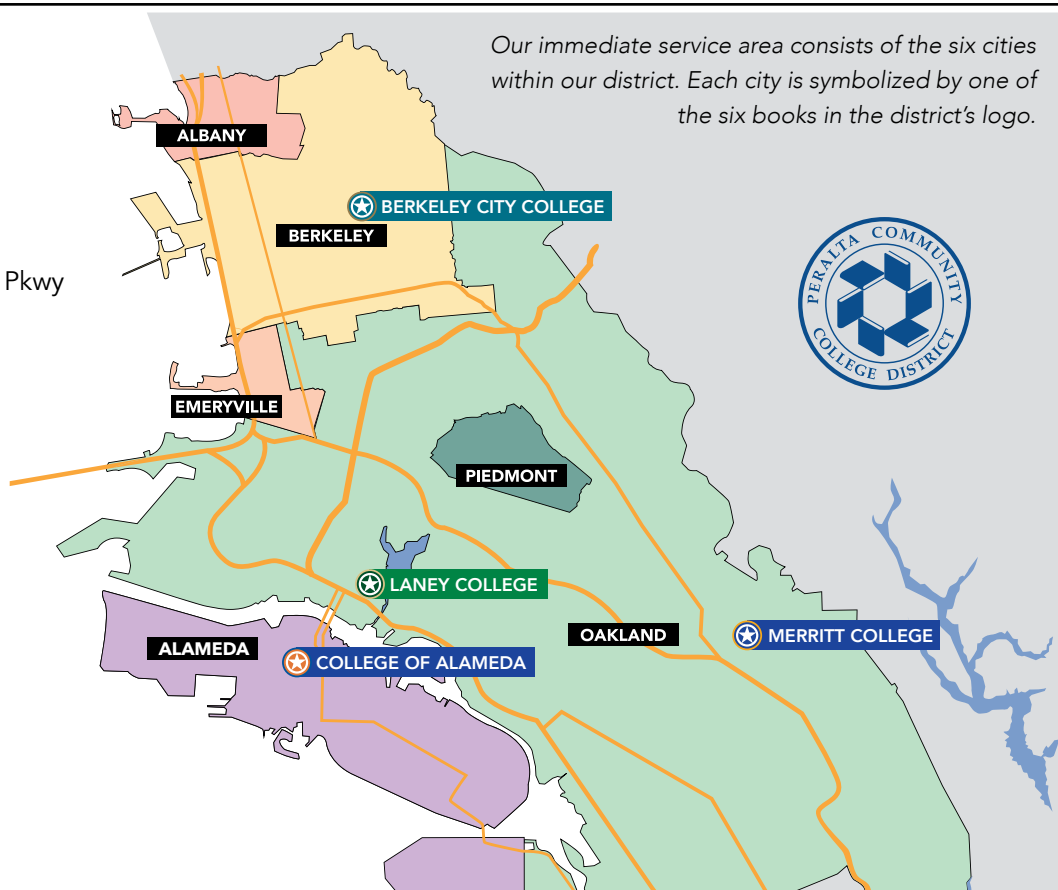 Our immediate service area consists of the six cities
within our district. Each city is symbolized by one of
the six books in the district's logo.
ALBANY
BERKELEY CITY COLLEGE
BERKELEY
PERALTA COMMUNITY
COLLEGE DISTRICT
Pkwy
EMERYVILLE
PIEDMONT
LANEY COLLEGE
OAKLAND
MERRITT COLLEGE
ALAMEDA
COLLEGE OF ALAMEDA